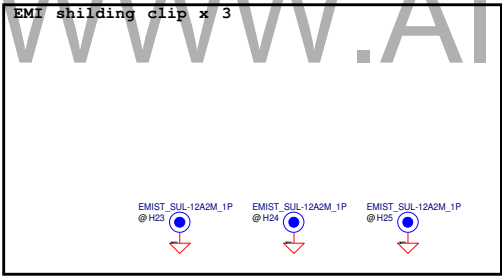 EMI shilding clip x 3
WWW.AI
EMIST_SUL-12A2M_1P EMIST_SUL-12A2M_1P EMIST_SUL-12A2M_1P
@ H23 @ H24 @ H25